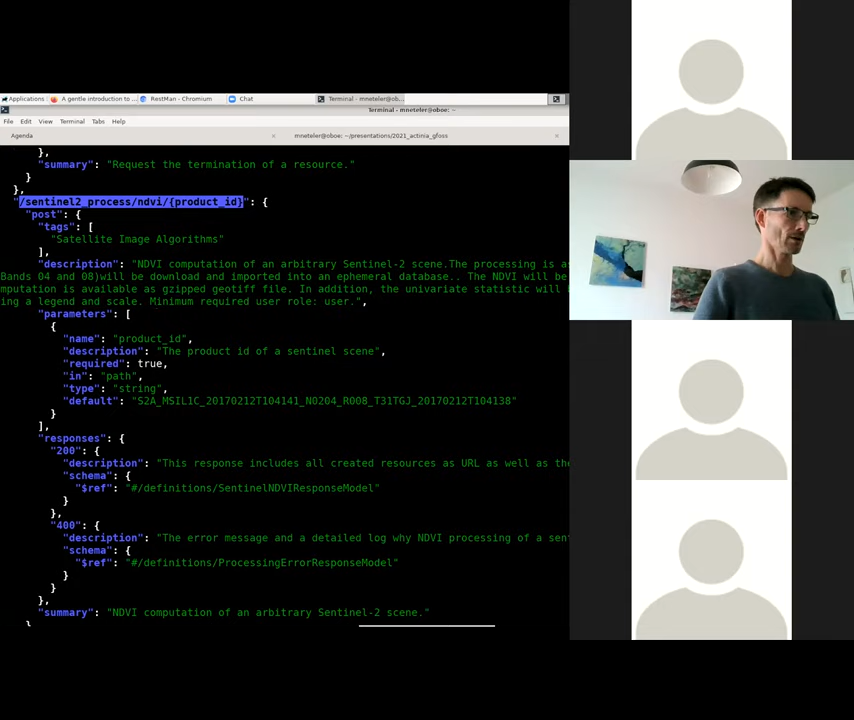 Applications
A gentle introduction to ...
RestMan - Chromium
Chat
Terminal - mneteler@ob...
Terminal - mneteler@oboe: ~
File Edit View Terminal Tabs Help
Agenda
mneteler@oboe: ~/presentations/2021_actinia_gfoss
},
"summary": "Request the termination of a resource."
}
},
"/sentinel2_process/ndvi/{product_id}": {
"post": {
"tags": [
"Satellite Image Algorithms"
],
"description": "NDVI computation of an arbitrary Sentinel-2 scene.The processing is as
Bands 04 and 08)will be download and imported into an ephemeral database.. The NDVI will be
mputation is available as gzipped geotiff file. In addition, the univariate statistic will
ing a legend and scale. Minimum required user role: user.",
"parameters": [
{
"name": "product_id",
"description": "The product id of a sentinel scene",
"required": true,
"in": "path",
"type": "string",
"default": "S2A_MSIL1C_20170212T104141_N0204_R008_T31TGJ_20170212T104138"
}
],
"responses": {
"200": {
"description": "This response includes all created resources as URL as well as the
"schema": {
"$ref": "#/definitions/SentinelNDVIResponseModel"
}
},
"400": {
"description": "The error message and a detailed log why NDVI processing of a sent
"schema": {
"$ref": "#/definitions/ProcessingErrorResponseModel"
}
}
},
"summary": "NDVI computation of an arbitrary Sentinel-2 scene."
}